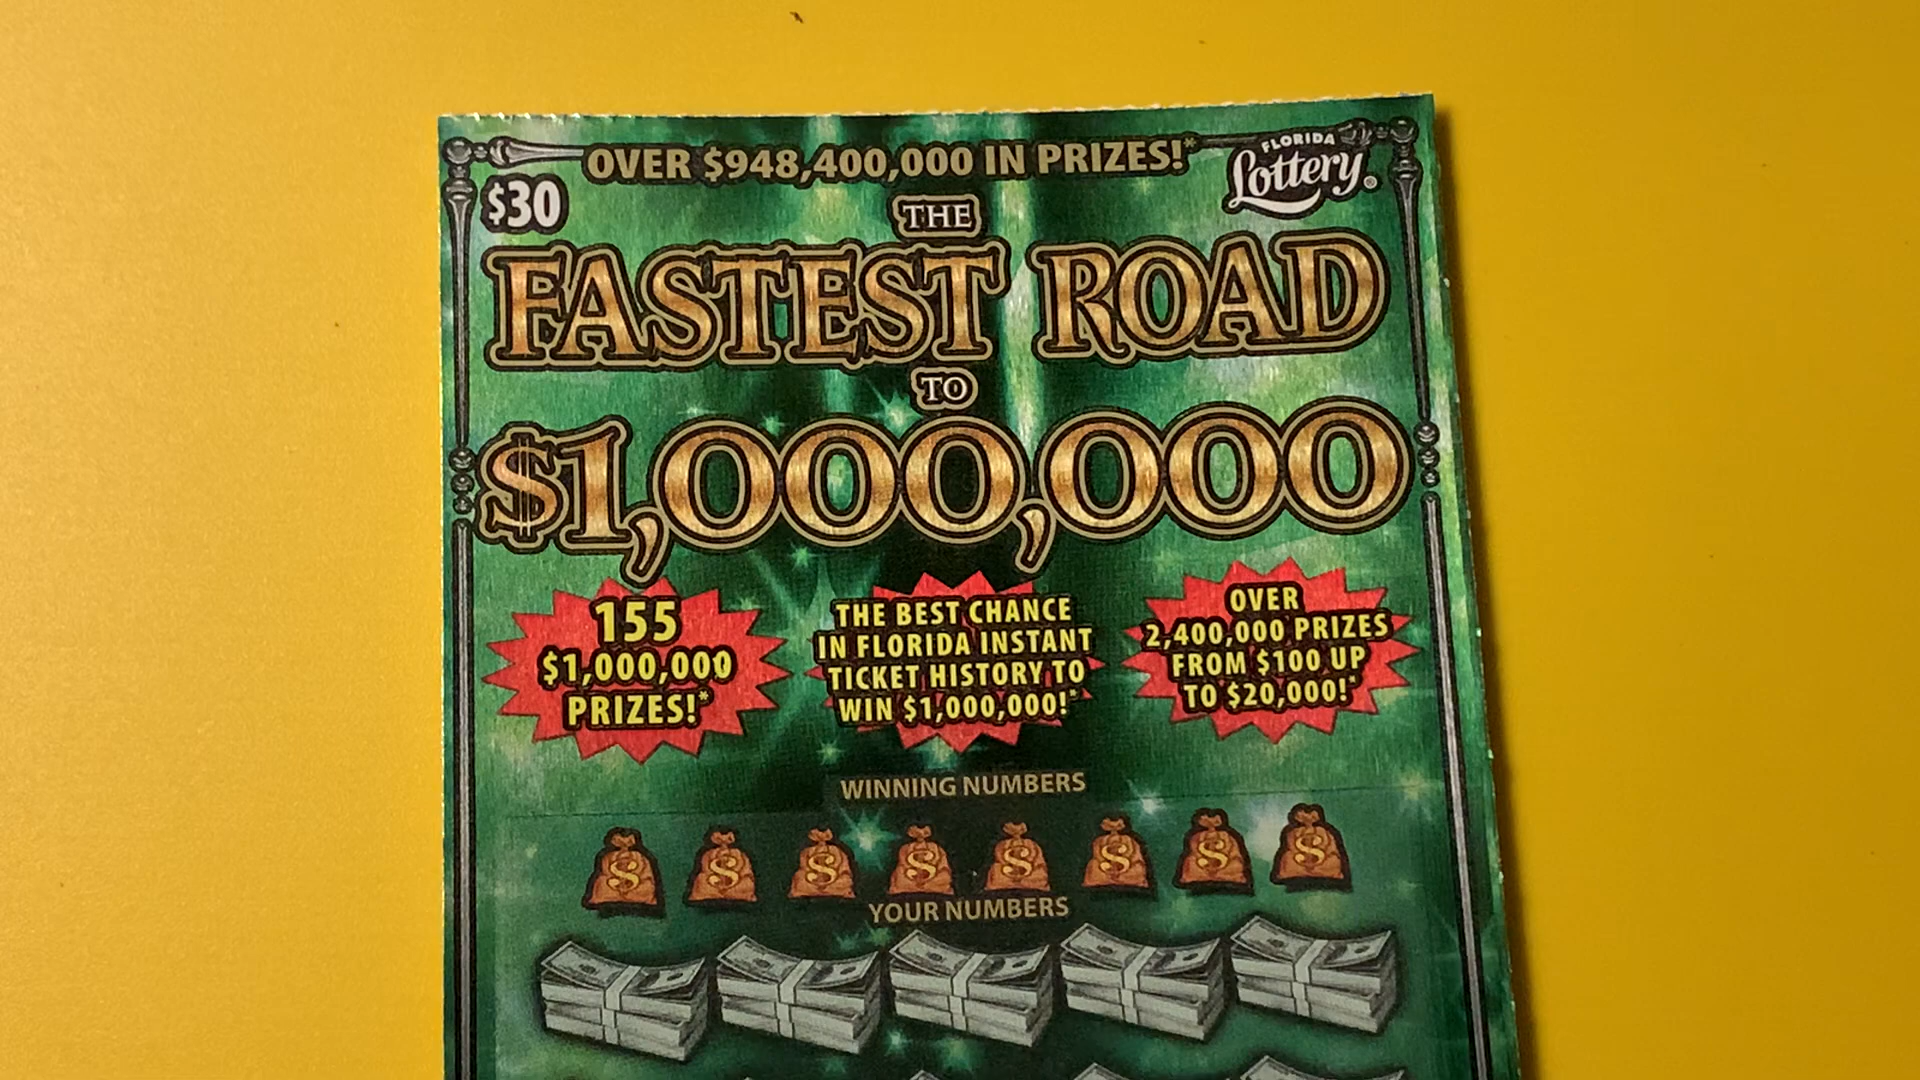 OVER $948,400,000 IN PRIZES!*
FLORIDA
Lottery®
$30
THE
FASTEST ROAD
TO
$1,000,000
155
$1,000,000
PRIZES!*
THE BEST CHANCE
IN FLORIDA INSTANT
TICKET HISTORY TO
WIN $1,000,000!*
OVER
2,400,000 PRIZES
FROM $100 UP
TO $20,000!*
WINNING NUMBERS
$ $ $ $ $ $ $ $
YOUR NUMBERS